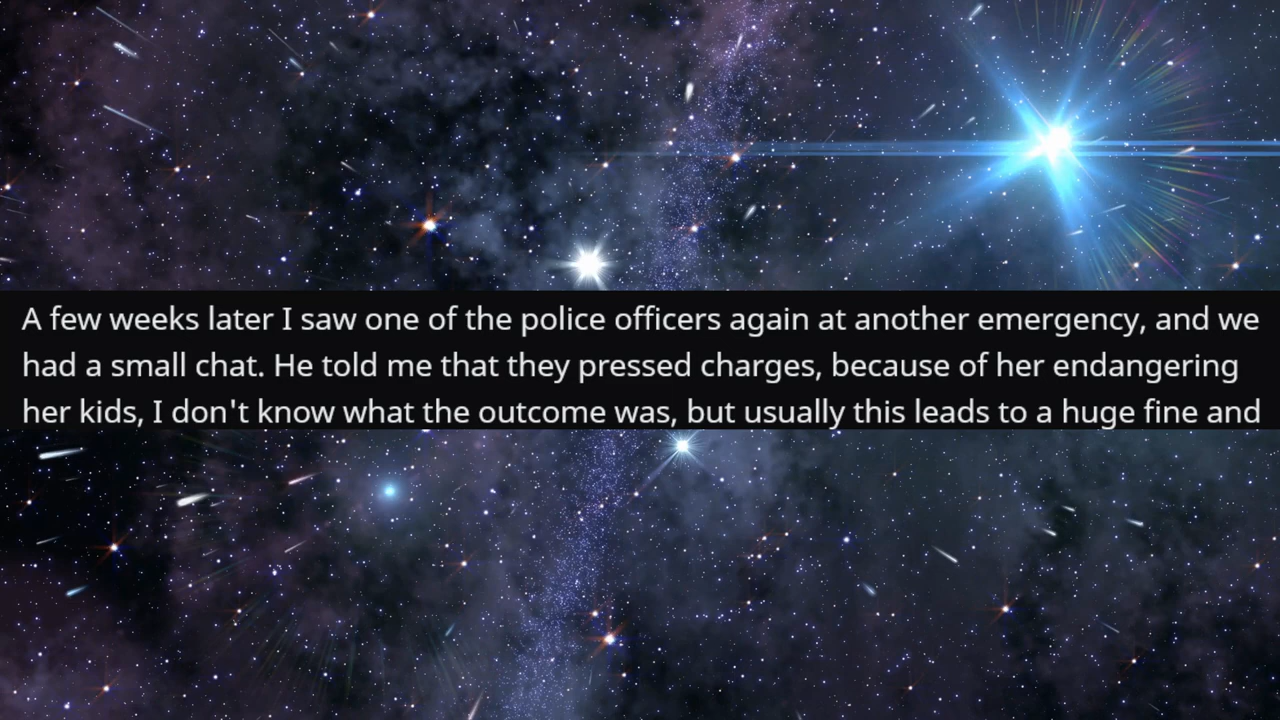 A few weeks later I saw one of the police officers again at another emergency, and we
had a small chat. He told me that they pressed charges, because of her endangering
her kids, I don't know what the outcome was, but usually this leads to a huge fine and